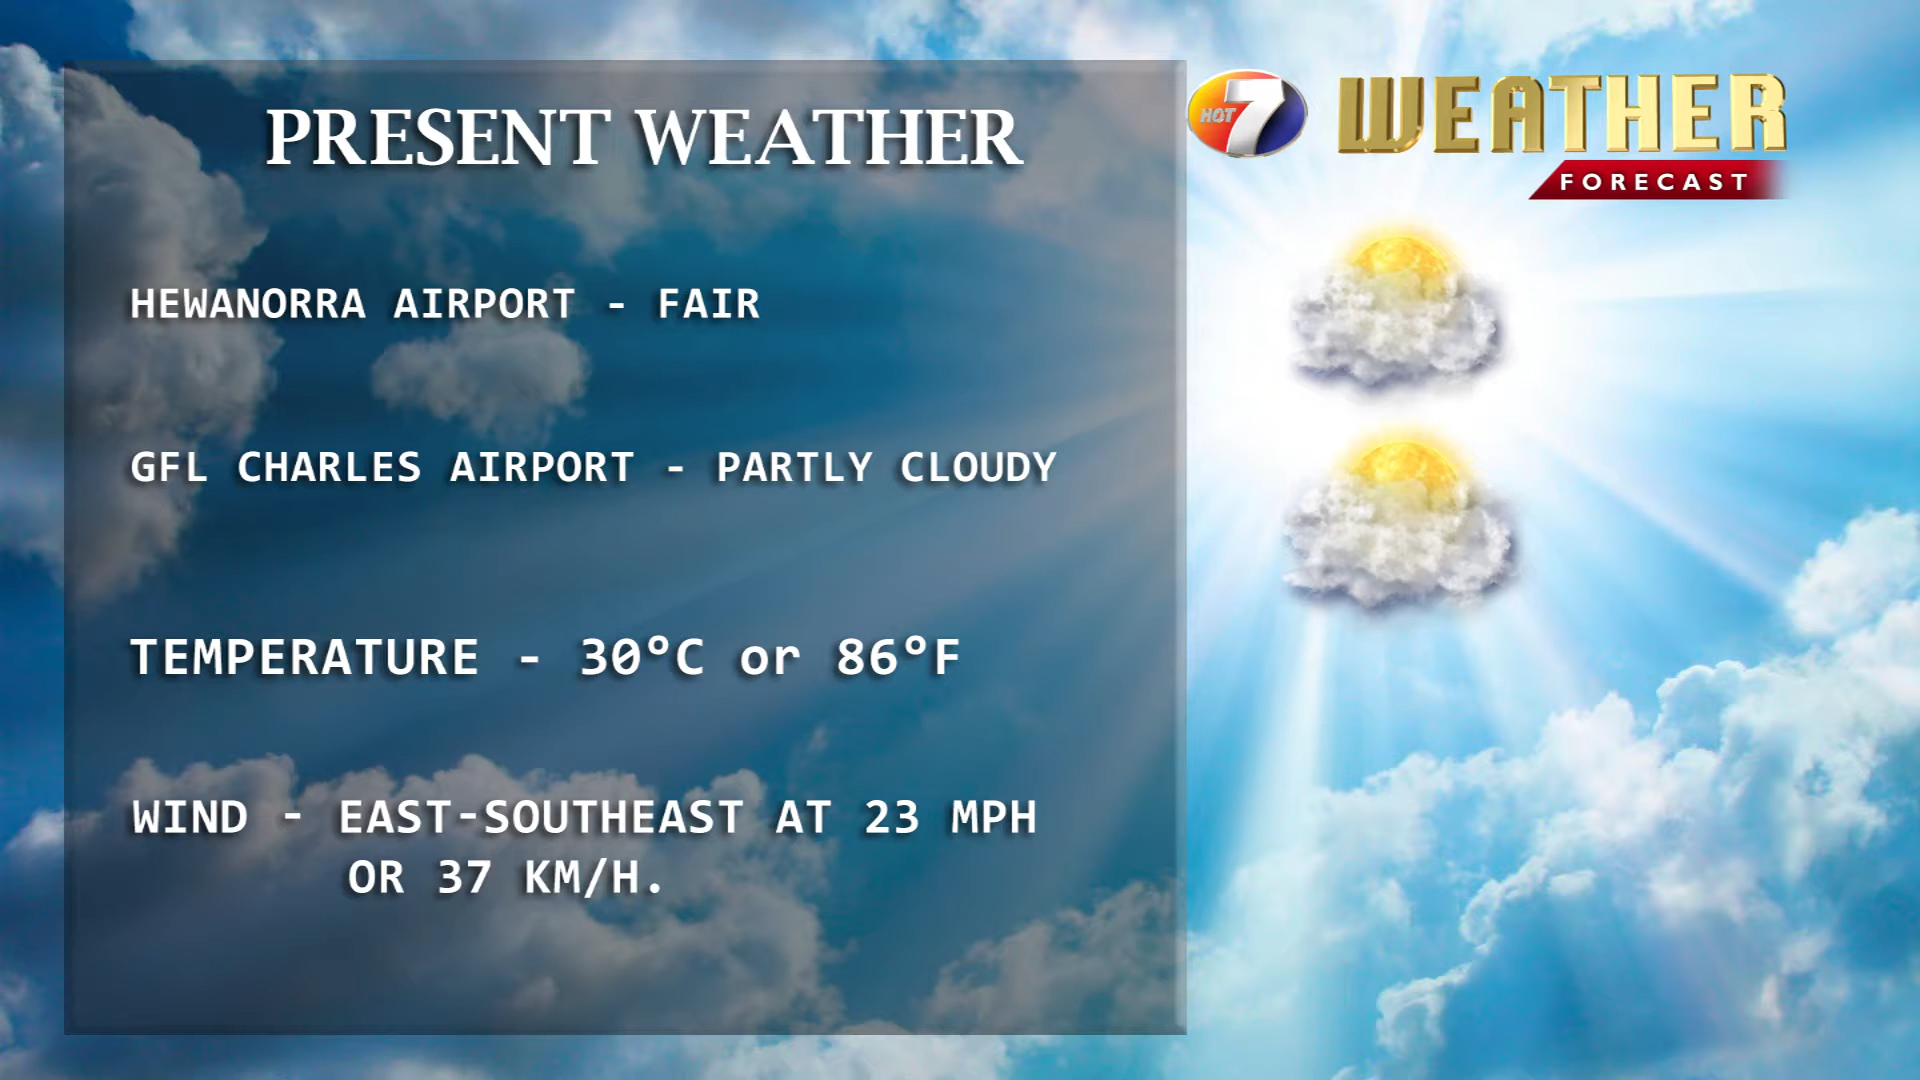 PRESENT WEATHER
HOT 7 WEATHER
FORECAST
HEWANORRA AIRPORT - FAIR
GFL CHARLES AIRPORT - PARTLY CLOUDY
TEMPERATURE - 30°C or 86°F
WIND - EAST-SOUTHEAST AT 23 MPH
OR 37 KM/H.